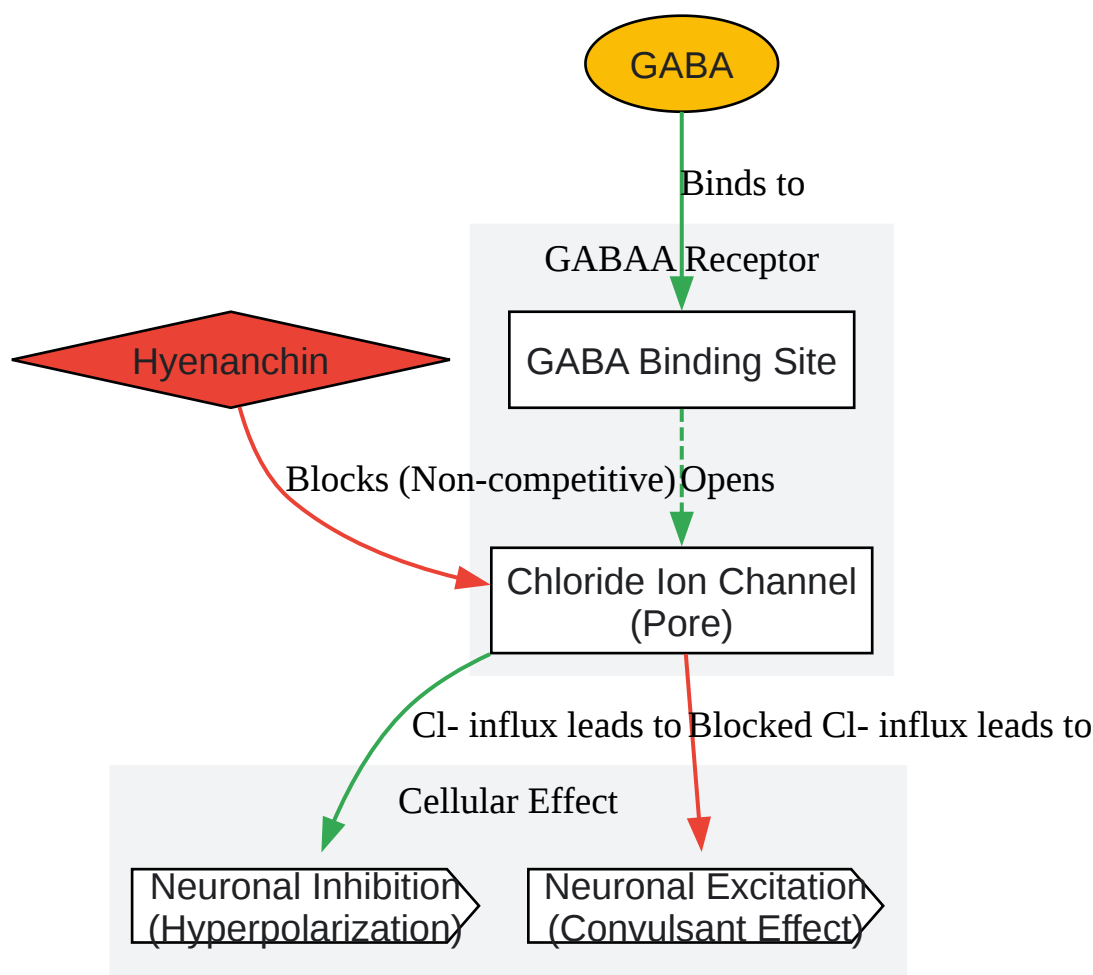 GABA
Binds to
GABAA Receptor
Hyenanchin
GABA Binding Site
Blocks (Non-competitive)
Opens
Chloride Ion Channel
(Pore)
Cl- influx leads to
Blocked Cl- influx leads to
Cellular Effect
Neuronal Inhibition
(Hyperpolarization)
Neuronal Excitation
(Convulsant Effect)